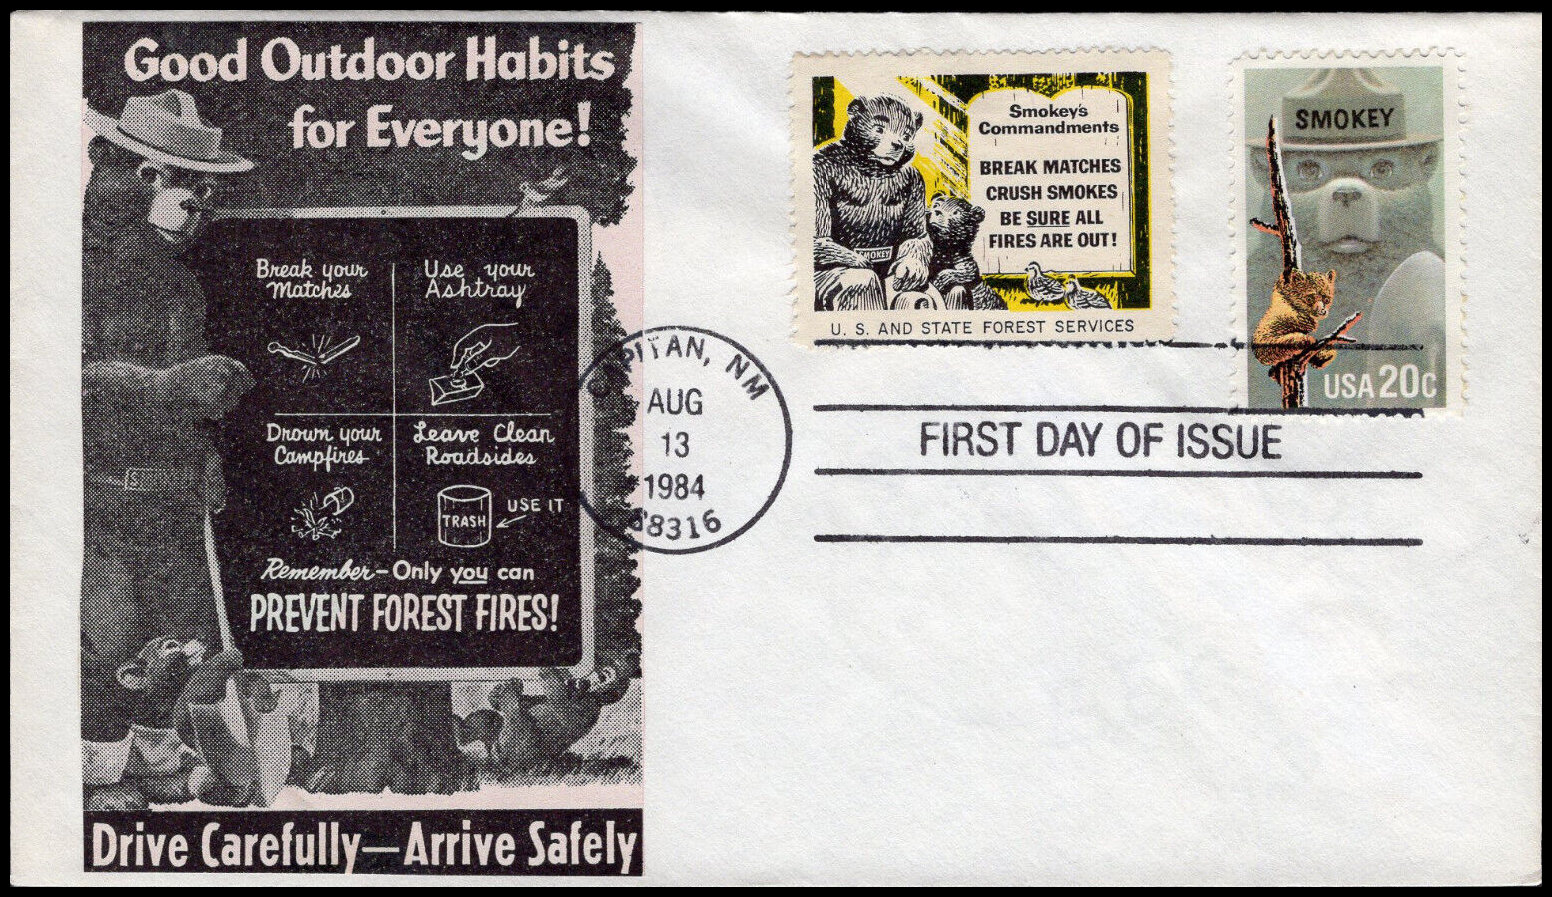 Good Outdoor Habits
for Everyone!
Break your
Matches
Use your
Ashtray
Drown your
Campfires
Leave Clean
Roadsides
TRASH
USE IT
Remember-Only you can
PREVENT FOREST FIRES!
Drive Carefully—Arrive Safely
CAPITAN, NM
AUG
13
1984
88316
Smokey's
Commandments
BREAK MATCHES
CRUSH SMOKES
BE SURE ALL
FIRES ARE OUT!
SMOKEY
U. S. AND STATE FOREST SERVICES
SMOKEY
USA 20c
FIRST DAY OF ISSUE